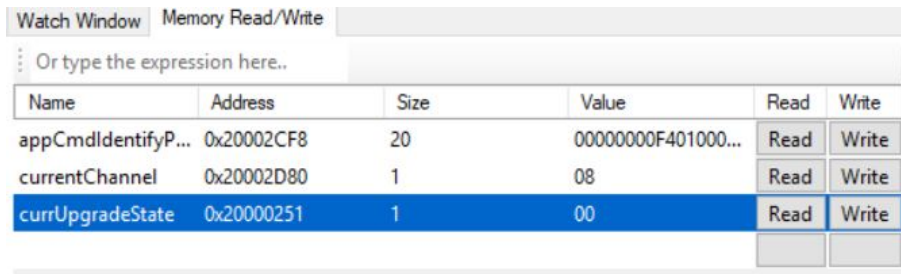 Watch Window Memory Read/Write
Or type the expression here..
Name Address Size Value Read Write
appCmdIdentifyP... 0x20002CF8 20 00000000F401000... Read Write
currentChannel 0x20002D80 1 08 Read Write
currUpgradeState 0x20000251 1 00 Read Write